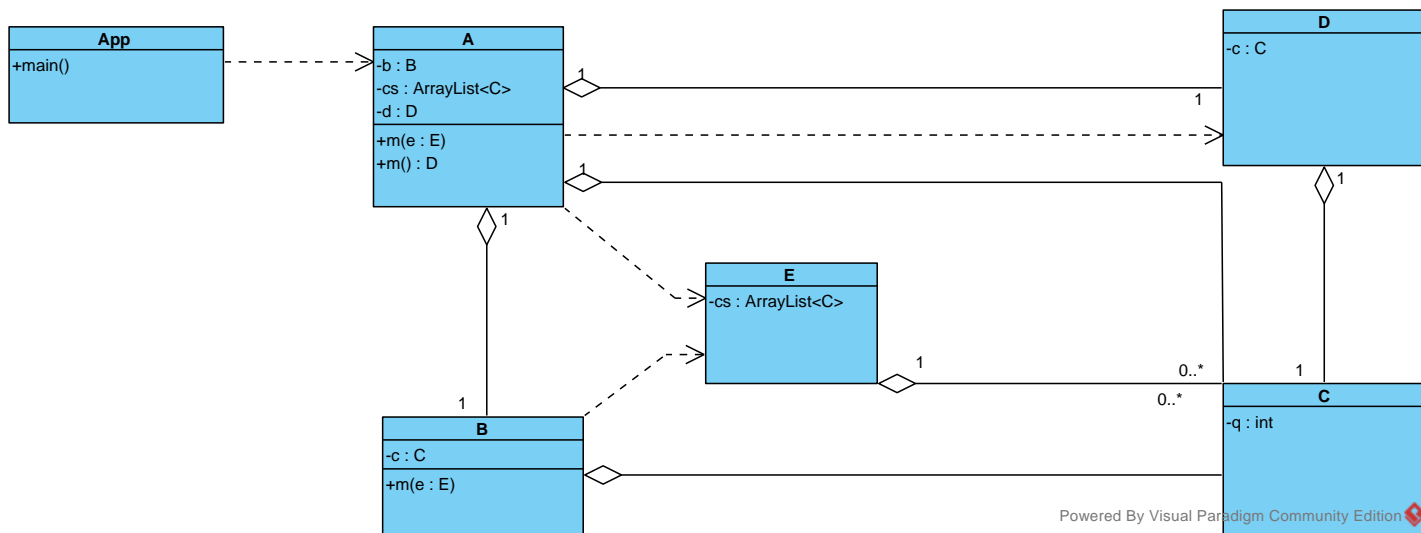 App
+main()
A
-b : B
-cs : ArrayList<C>
-d : D
+m(e : E)
+m() : D
1
1
D
-c : C
1
1
1
E
-cs : ArrayList<C>
1
0..*
0..*
1
1
B
-c : C
+m(e : E)
C
-q : int
Powered By Visual Paradigm Community Edition